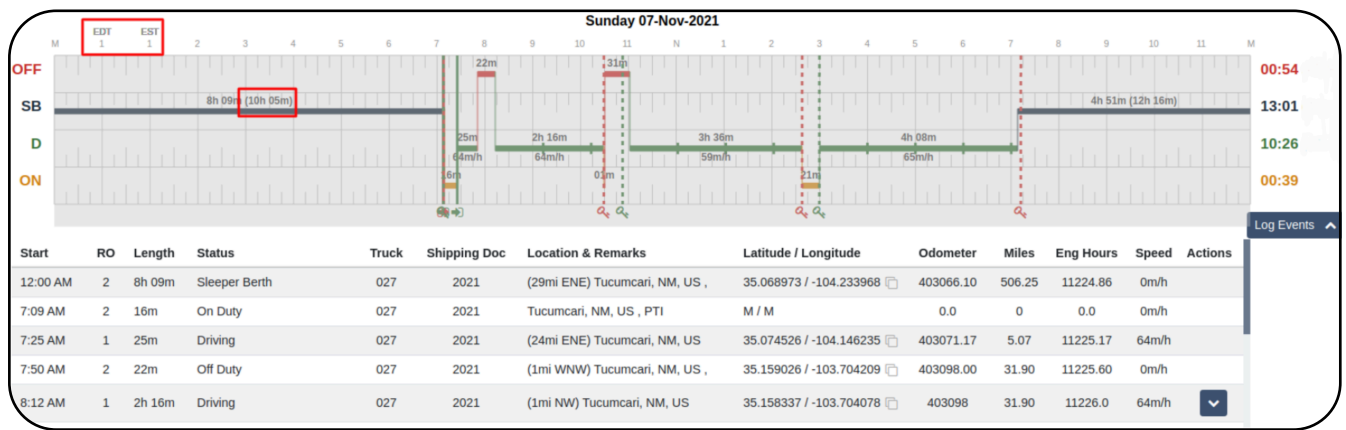 Sunday 07-Nov-2021
EDT EST
M 1 1 2 3 4 5 6 7 8 9 10 11 N 1 2 3 4 5 6 7 8 9 10 11 M
OFF 22m 31m 00:54
SB 8h 09m (10h 05m) 4h 51m (12h 16m) 13:01
D 25m 2h 16m 3h 36m 4h 08m 10:26
64m/h 64m/h 59m/h 65m/h
ON 16m 01m 21m 00:39
Log Events
Start RO Length Status Truck Shipping Doc Location & Remarks Latitude / Longitude Odometer Miles Eng Hours Speed Actions
12:00 AM 2 8h 09m Sleeper Berth 027 2021 (29mi ENE) Tucumcari, NM, US , 35.068973 / -104.233968 403066.10 506.25 11224.86 0m/h
7:09 AM 2 16m On Duty 027 2021 Tucumcari, NM, US , PTI M / M 0.0 0 0.0 0m/h
7:25 AM 1 25m Driving 027 2021 (24mi ENE) Tucumcari, NM, US 35.074526 / -104.146235 403071.17 5.07 11225.17 64m/h
7:50 AM 2 22m Off Duty 027 2021 (1mi WNW) Tucumcari, NM, US , 35.159026 / -103.704209 403098.00 31.90 11225.60 0m/h
8:12 AM 1 2h 16m Driving 027 2021 (1mi NW) Tucumcari, NM, US 35.158337 / -103.704078 403098 31.90 11226.0 64m/h